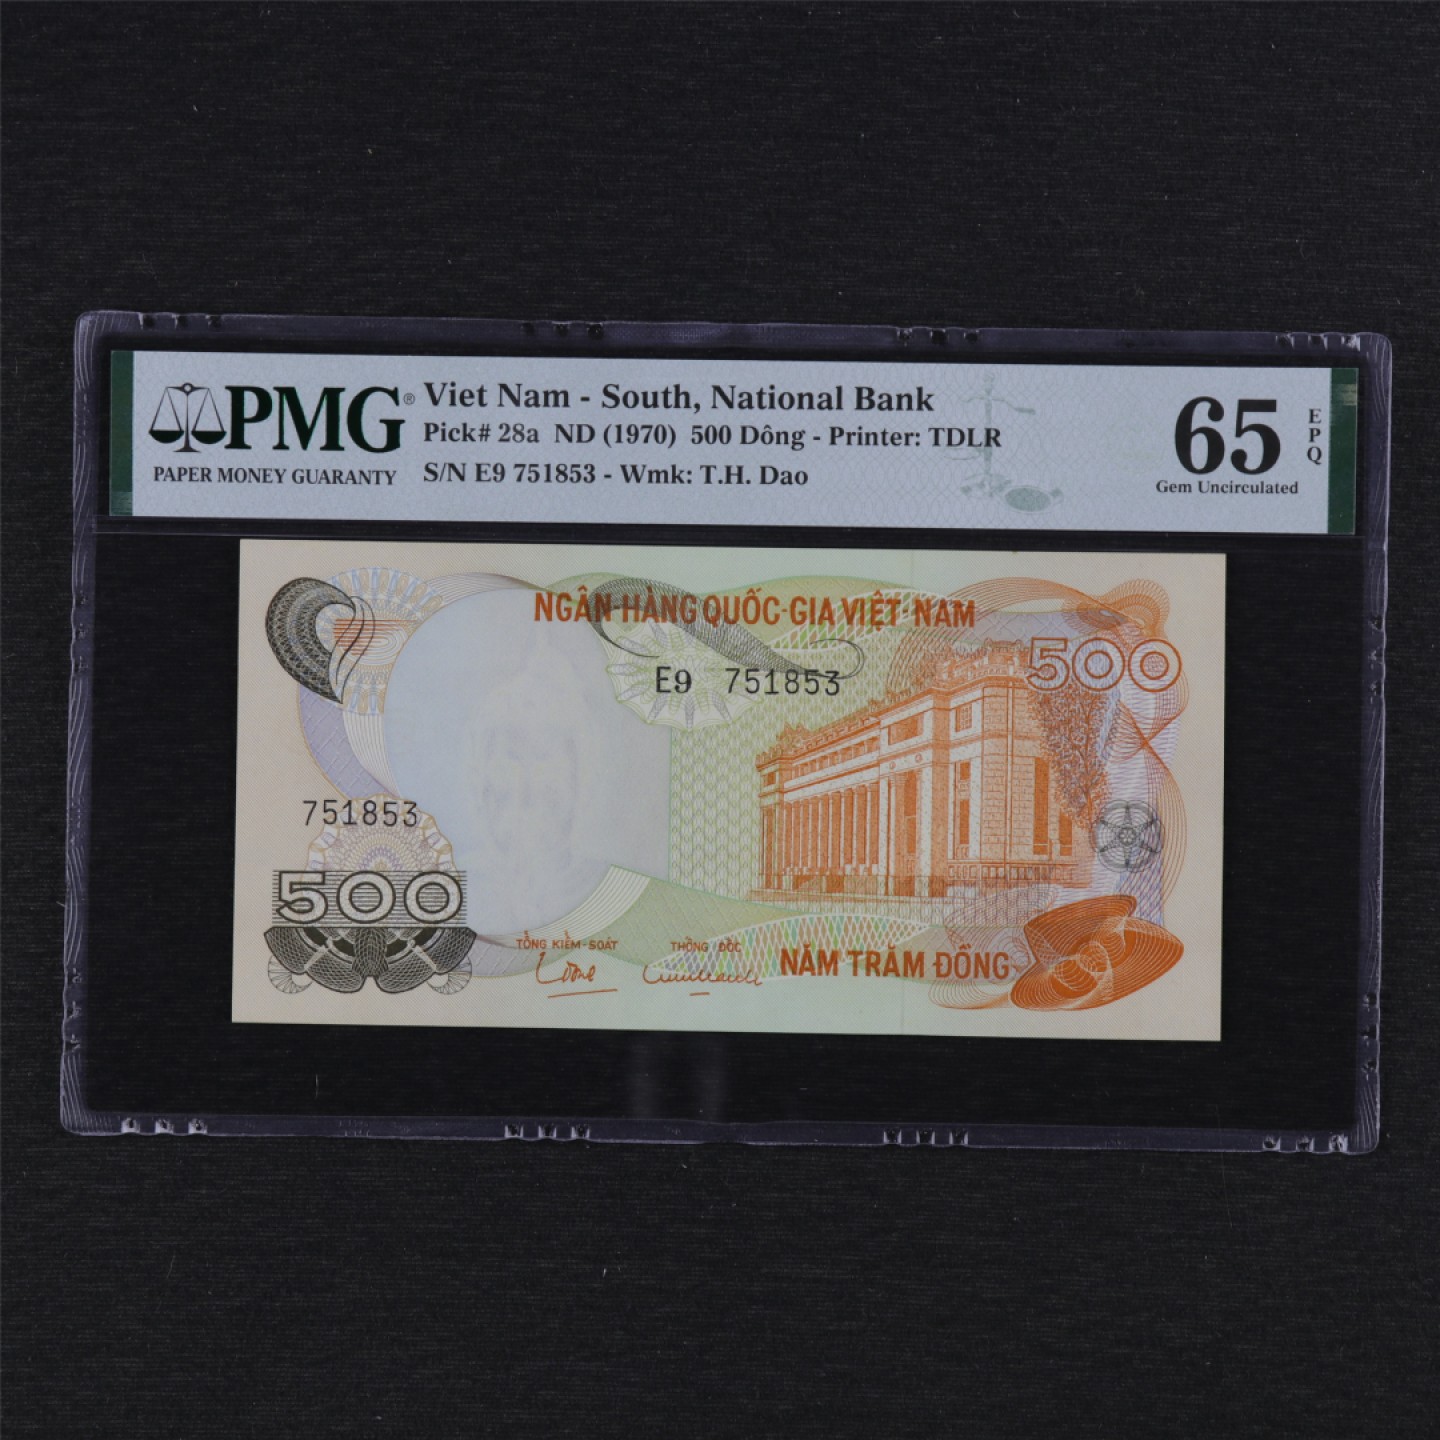 PMG®
PAPER MONEY GUARANTY
Viet Nam - South, National Bank
Pick# 28a ND (1970) 500 Dông - Printer: TDLR
S/N E9 751853 - Wmk: T.H. Dao
65
EPQ
Gem Uncirculated
NGÂN-HÀNG QUỐC-GIA VIỆT-NAM
500
E9 751853
751853
500
TỔNG KIỂM-SOÁT
THỐNG ĐỐC
NĂM TRĂM ĐỒNG